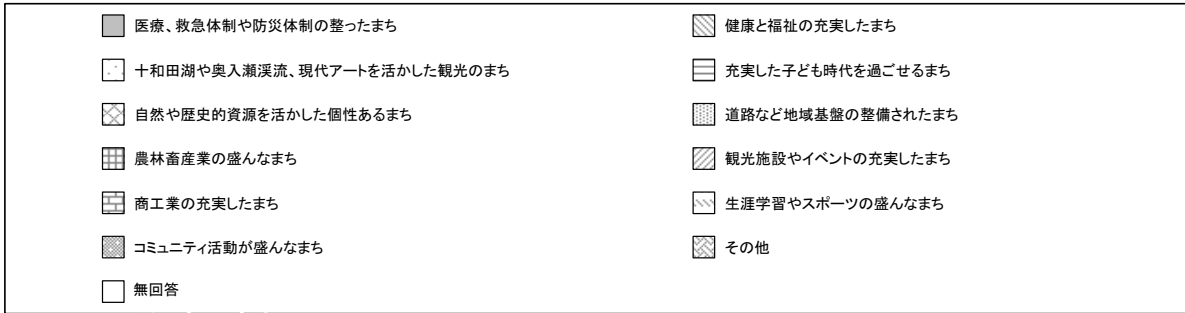 医療、救急体制や防災体制の整ったまち
健康と福祉の充実したまち
十和田湖や奥入瀬渓流、現代アートを活かした観光のまち
充実した子ども時代を過ごせるまち
自然や歴史的資源を活かした個性あるまち
道路など地域基盤の整備されたまち
農林畜産業の盛んなまち
観光施設やイベントの充実したまち
商工業の充実したまち
生涯学習やスポーツの盛んなまち
コミュニティ活動が盛んなまち
その他
無回答